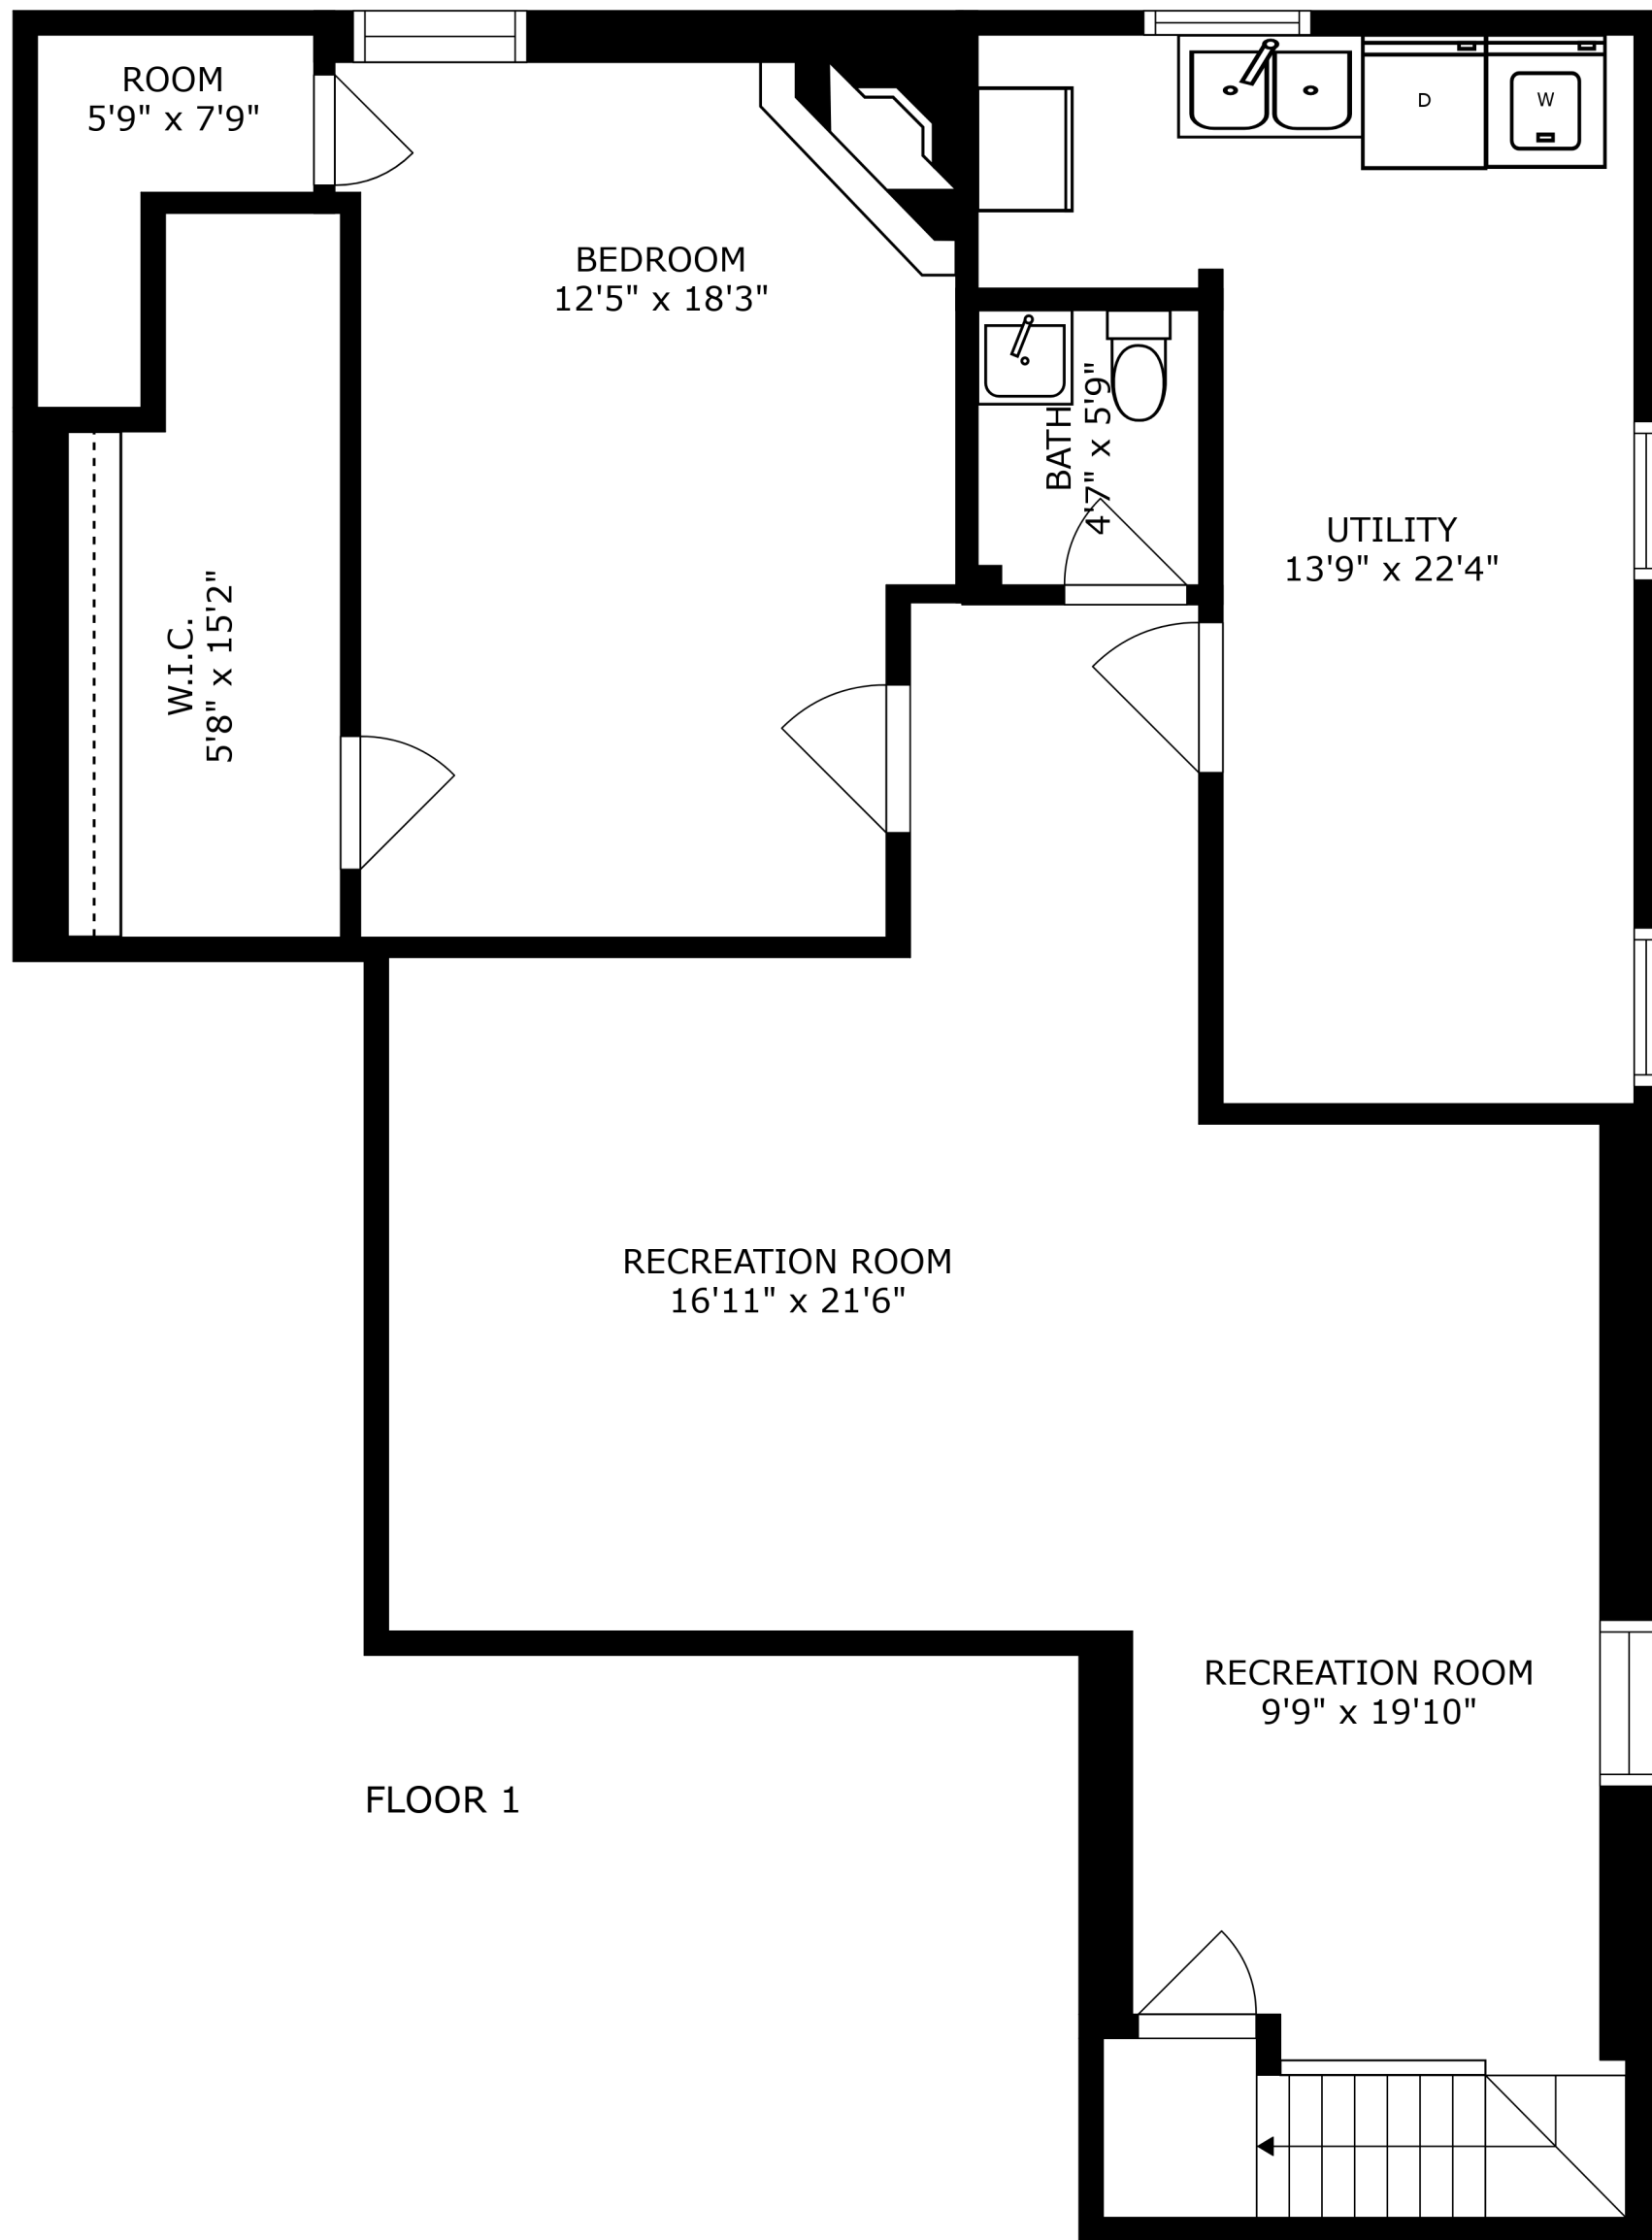 ROOM
5'9" x 7'9"
D
W
BEDROOM
12'5" x 18'3"
BATH
4'7" x 5'9"
UTILITY
13'9" x 22'4"
W.I.C.
5'8" x 15'2"
RECREATION ROOM
16'11" x 21'6"
RECREATION ROOM
9'9" x 19'10"
FLOOR 1